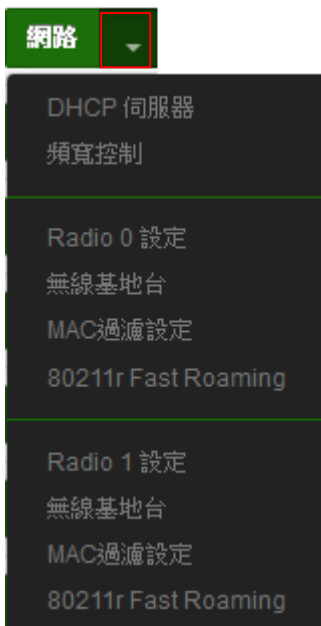 網路
DHCP 伺服器
頻寬控制
Radio 0 設定
無線基地台
MAC過濾設定
80211r Fast Roaming
Radio 1 設定
無線基地台
MAC過濾設定
80211r Fast Roaming